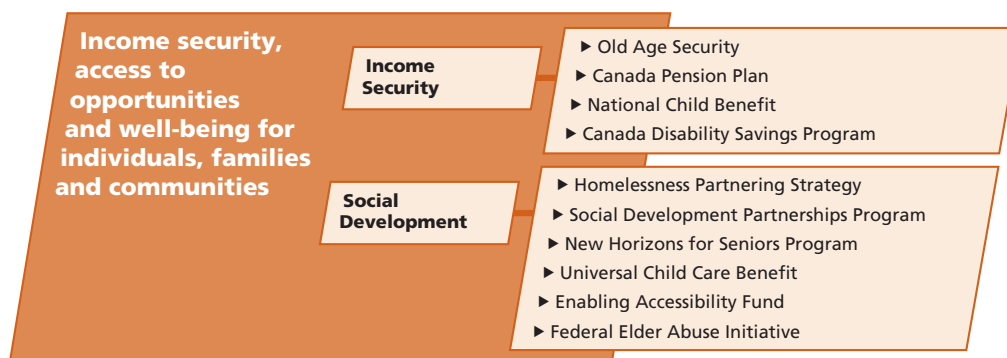 Income security,
access to
opportunities
and well-being for
individuals, families
and communities
Income
Security
▶ Old Age Security
▶ Canada Pension Plan
▶ National Child Benefit
▶ Canada Disability Savings Program
Social
Development
▶ Homelessness Partnering Strategy
▶ Social Development Partnerships Program
▶ New Horizons for Seniors Program
▶ Universal Child Care Benefit
▶ Enabling Accessibility Fund
▶ Federal Elder Abuse Initiative